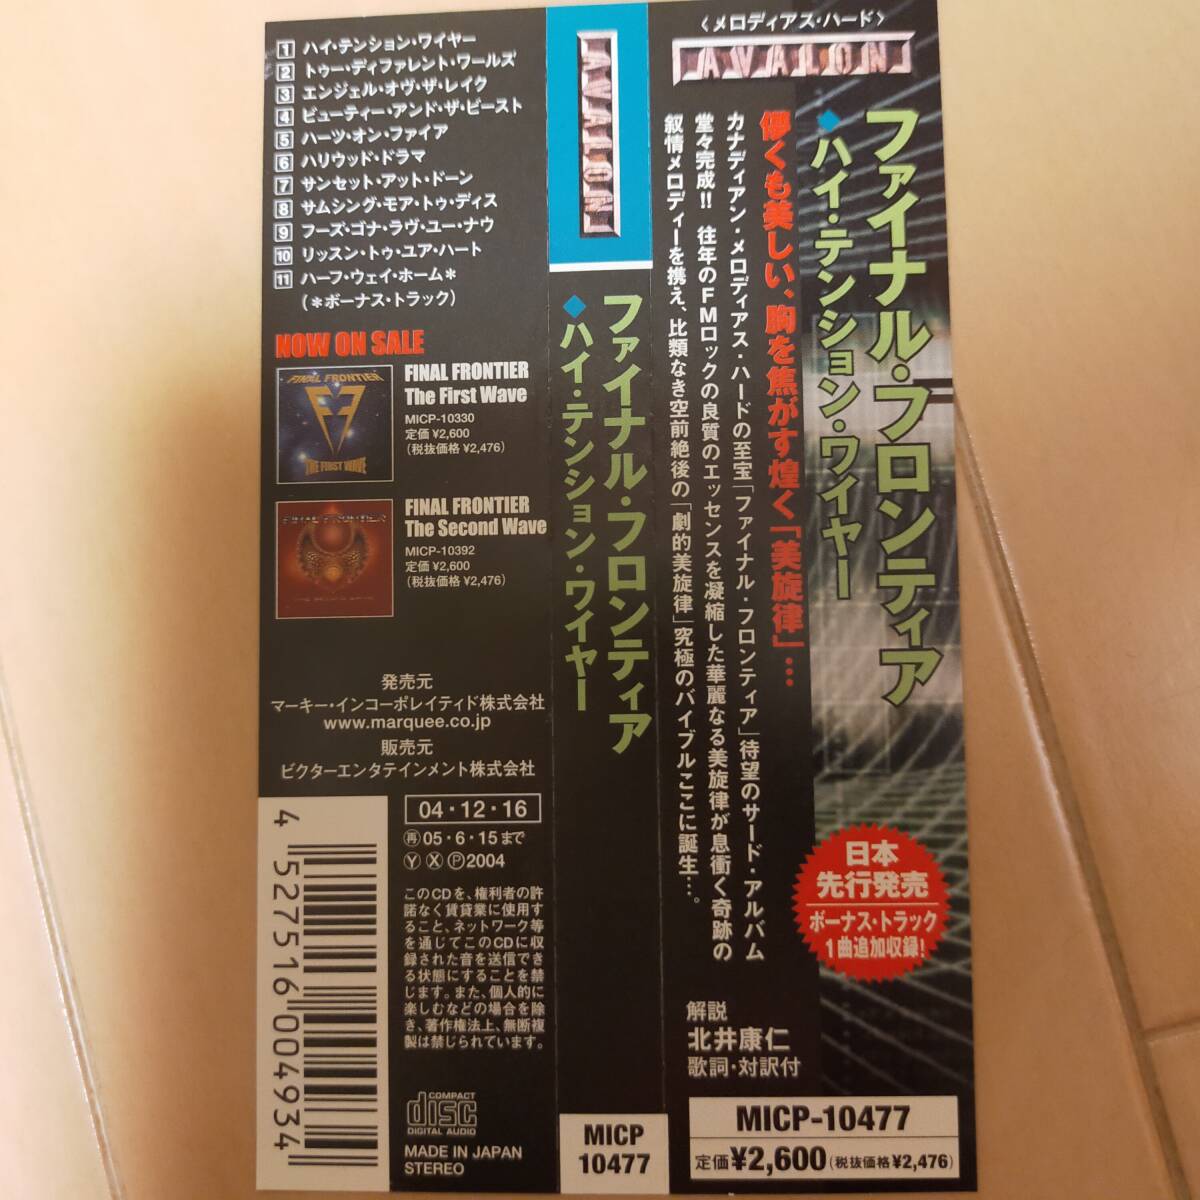 1 ハイ・テンション・ワイヤー
2 トゥー・ディファレント・ワールズ
3 エンジェル・オヴ・ザ・レイク
4 ビューティー・アンド・ザ・ビースト
5 ハーツ・オン・ファイア
6 ハリウッド・ドラマ
7 サンセット・アット・ドーン
8 サムシング・モア・トゥ・ディス
9 フーズ・ゴナ・ラヴ・ユー・ナウ
10 リッスン・トゥ・ユア・ハート
11 ハーフ・ウェイ・ホーム*
(*ボーナス・トラック)
NOW ON SALE
FINAL FRONTIER
THE FIRST WAVE
FINAL FRONTIER
The First Wave
MICP-10330
定価 ¥2,600
(税抜価格 ¥2,476)
FINAL FRONTIER
THE SECOND WAVE
FINAL FRONTIER
The Second Wave
MICP-10392
定価 ¥2,600
(税抜価格 ¥2,476)
発売元
マーキー・インコーポレイティド株式会社
www.marquee.co.jp
販売元
ビクターエンタテインメント株式会社
4 527516 004934
04・12・16
再05・6・15まで
Ⓨ Ⓧ Ⓟ2004
このCDを、権利者の許
諾なく賃貸業に使用す
ること、ネットワーク等
を通じてこのCDに収
録された音を送信でき
る状態にすることを禁
じます。また、個人的に
楽しむなどの場合を除
き、著作権法上、無断複
製は禁じられています。
COMPACT
disc
DIGITAL AUDIO
MADE IN JAPAN
STEREO
AVALON
ファイナル・フロンティア
◆ハイ・テンション・ワイヤー
MICP
10477
〈メロディアス・ハード〉
AVALON
ファイナル・フロンティア
◆ハイ・テンション・ワイヤー
儚くも美しい、胸を焦がす煌く「美旋律」…
カナディアン・メロディアス・ハードの至宝「ファイナル・フロンティア」待望のサード・アルバム
堂々完成!! 往年のFMロックの良質のエッセンスを凝縮した華麗なる美旋律が息衝く奇跡の
叙情メロディーを携え、比類なき空前絶後の「劇的美旋律」究極のバイブルここに誕生…。
日本
先行発売
ボーナス・トラック
1曲追加収録!
解説
北井康仁
歌詞・対訳付
MICP-10477
定価¥2,600(税抜価格¥2,476)